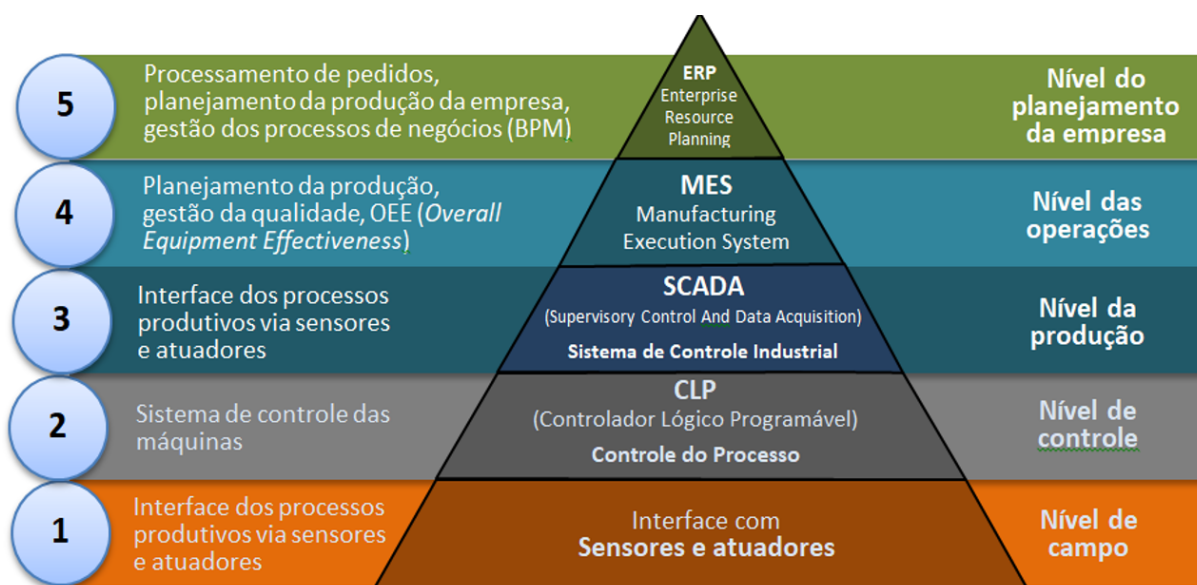 5
Processamento de pedidos,
planejamento da produção da empresa,
gestão dos processos de negócios (BPM)
ERP
Enterprise
Resource
Planning
Nível do
planejamento
da empresa
4
Planejamento da produção,
gestão da qualidade, OEE (Overall
Equipment Effectiveness)
MES
Manufacturing
Execution System
Nível das
operações
3
Interface dos processos
produtivos via sensores
e atuadores
SCADA
(Supervisory Control And Data Acquisition)
Sistema de Controle Industrial
Nível da
produção
2
Sistema de controle das
máquinas
CLP
(Controlador Lógico Programável)
Controle do Processo
Nível de
controle
1
Interface dos processos
produtivos via sensores
e atuadores
Interface com
Sensores e atuadores
Nível de
campo